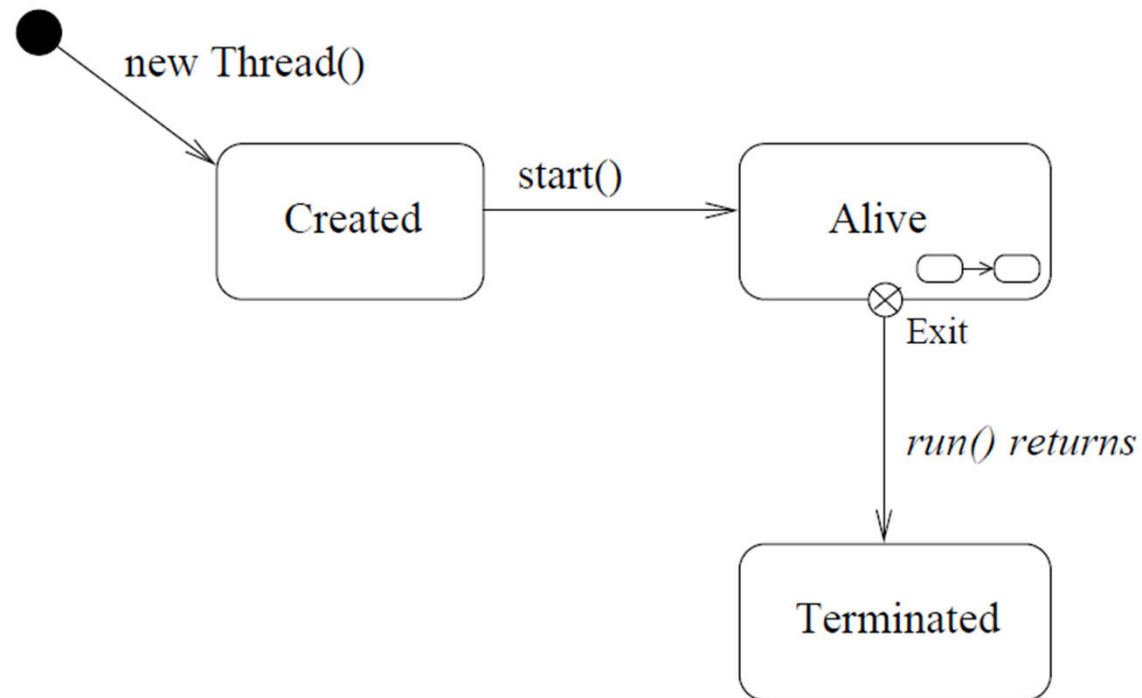 new Thread()
start()
Created
Alive
Exit
run() returns
Terminated